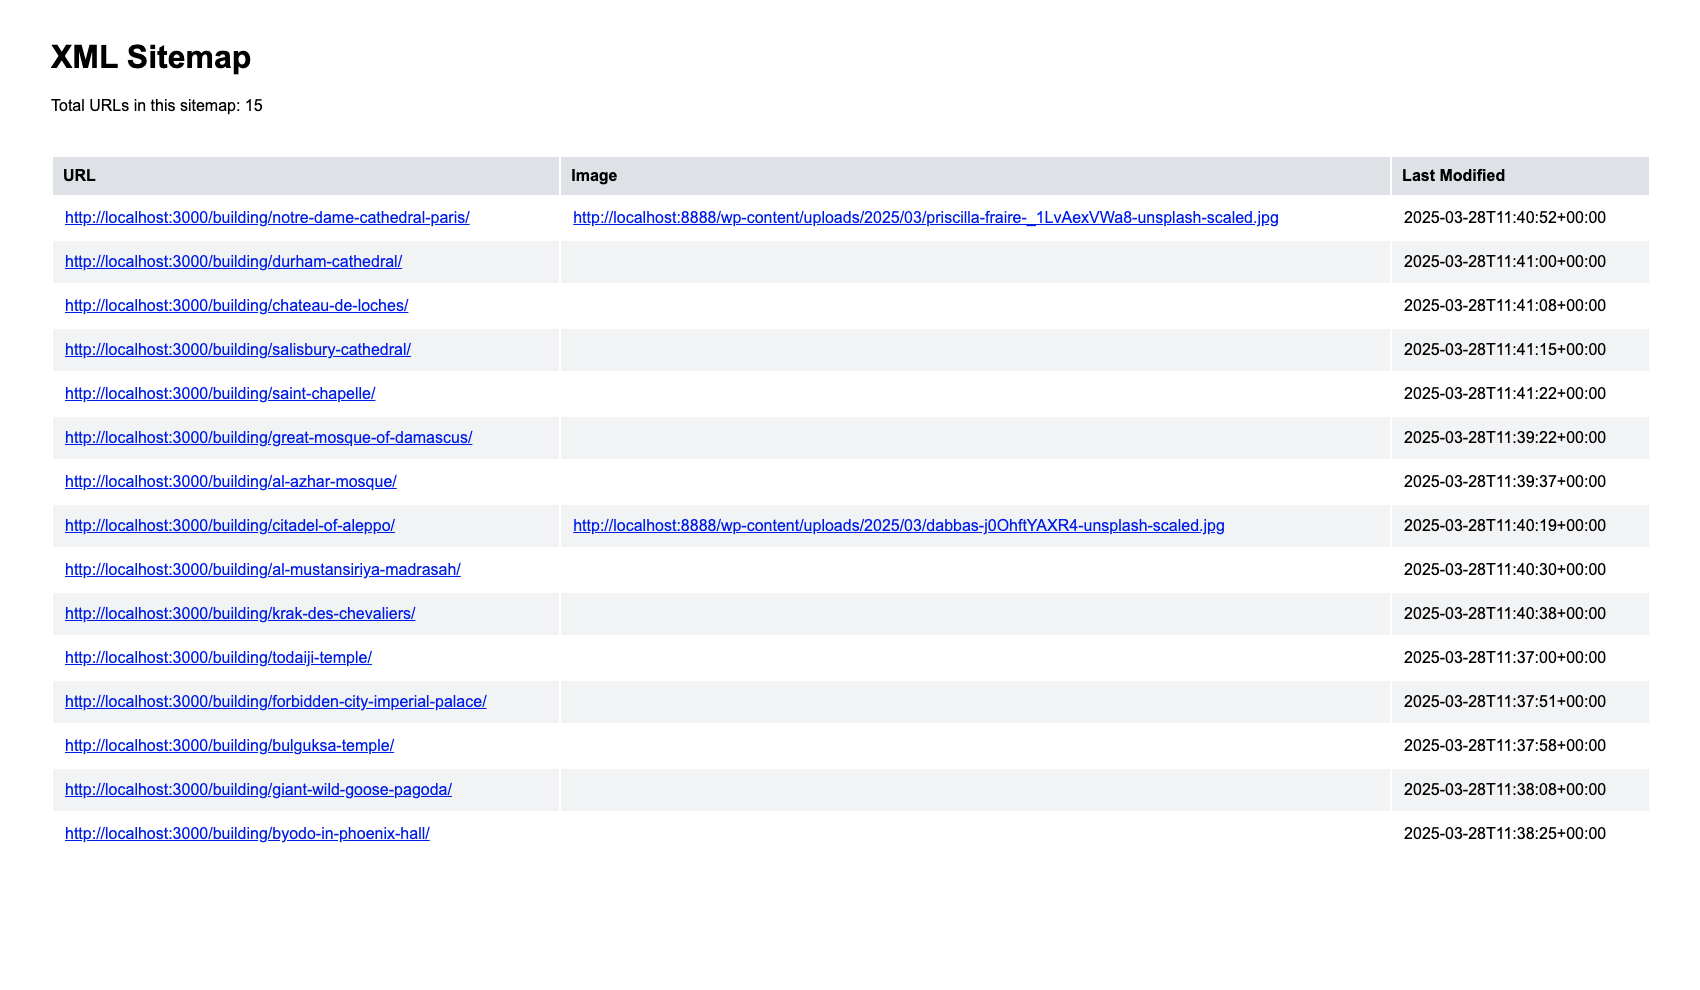 XML Sitemap
Total URLs in this sitemap: 15
URL Image Last Modified
http://localhost:3000/building/notre-dame-cathedral-paris/ http://localhost:8888/wp-content/uploads/2025/03/priscilla-fraire-_1LvAexVWa8-unsplash-scaled.jpg 2025-03-28T11:40:52+00:00
http://localhost:3000/building/durham-cathedral/ 2025-03-28T11:41:00+00:00
http://localhost:3000/building/chateau-de-loches/ 2025-03-28T11:41:08+00:00
http://localhost:3000/building/salisbury-cathedral/ 2025-03-28T11:41:15+00:00
http://localhost:3000/building/saint-chapelle/ 2025-03-28T11:41:22+00:00
http://localhost:3000/building/great-mosque-of-damascus/ 2025-03-28T11:39:22+00:00
http://localhost:3000/building/al-azhar-mosque/ 2025-03-28T11:39:37+00:00
http://localhost:3000/building/citadel-of-aleppo/ http://localhost:8888/wp-content/uploads/2025/03/dabbas-j0OhftYAXR4-unsplash-scaled.jpg 2025-03-28T11:40:19+00:00
http://localhost:3000/building/al-mustansiriya-madrasah/ 2025-03-28T11:40:30+00:00
http://localhost:3000/building/krak-des-chevaliers/ 2025-03-28T11:40:38+00:00
http://localhost:3000/building/todaiji-temple/ 2025-03-28T11:37:00+00:00
http://localhost:3000/building/forbidden-city-imperial-palace/ 2025-03-28T11:37:51+00:00
http://localhost:3000/building/bulguksa-temple/ 2025-03-28T11:37:58+00:00
http://localhost:3000/building/giant-wild-goose-pagoda/ 2025-03-28T11:38:08+00:00
http://localhost:3000/building/byodo-in-phoenix-hall/ 2025-03-28T11:38:25+00:00